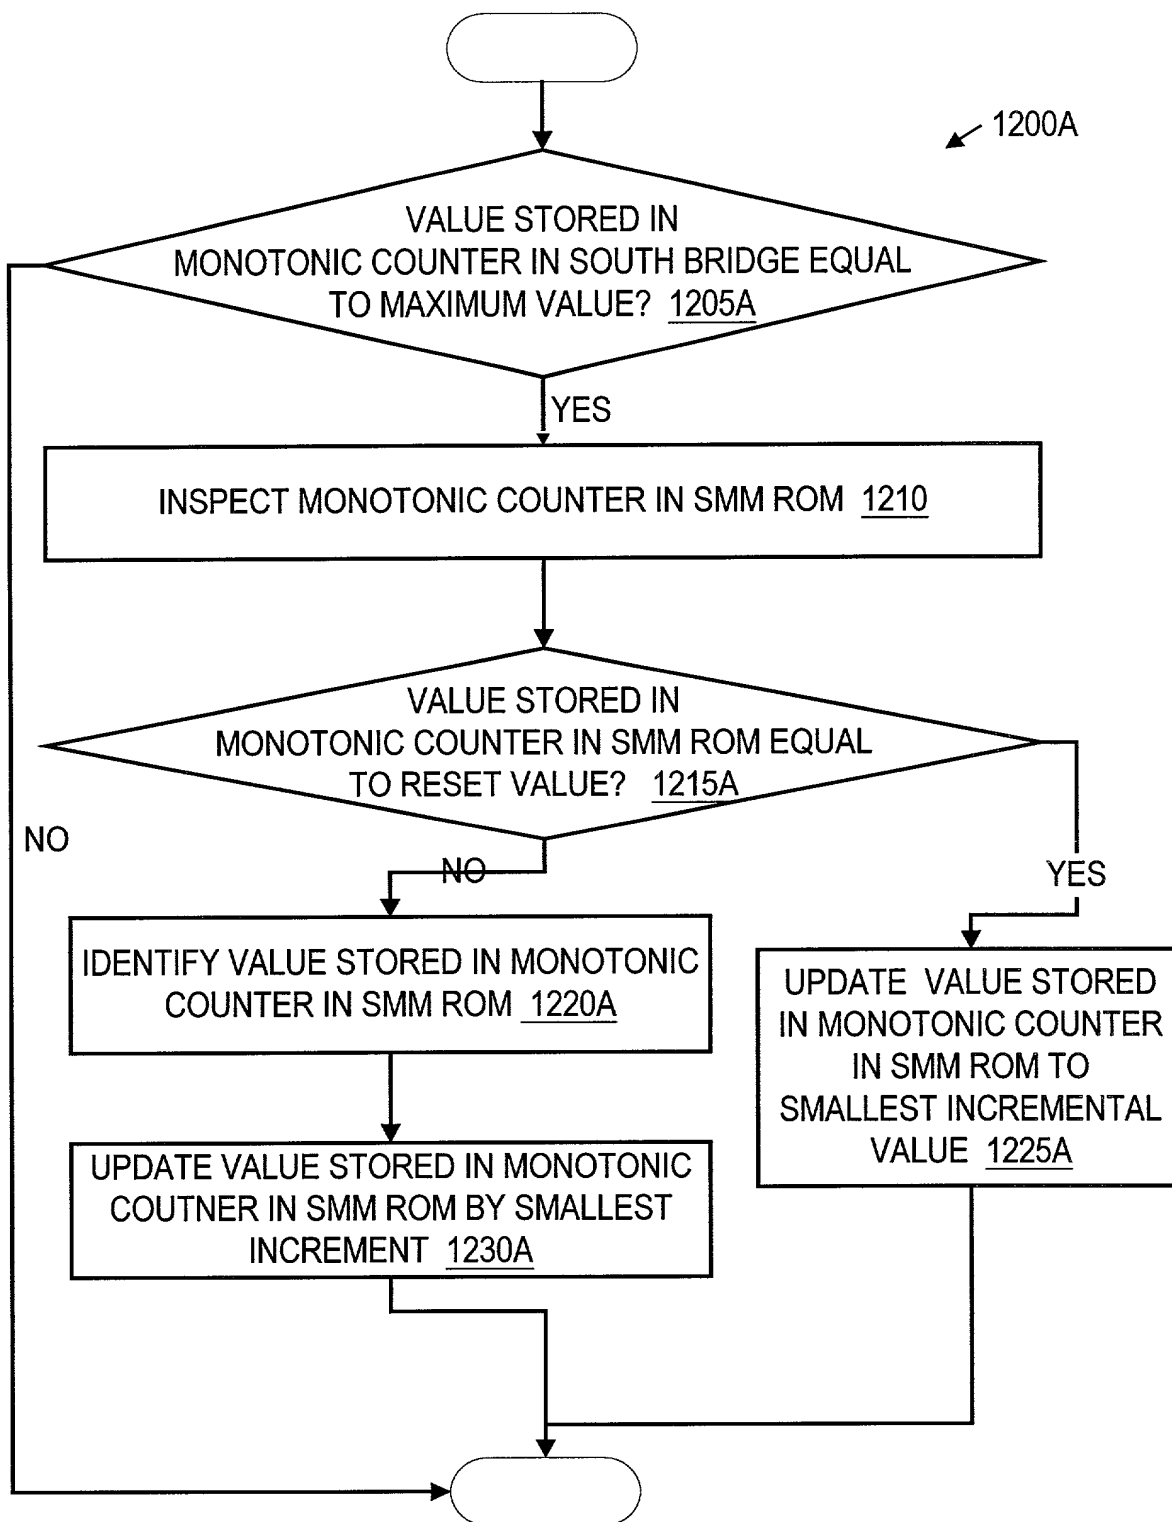 1200A
VALUE STORED IN
MONOTONIC COUNTER IN SOUTH BRIDGE EQUAL
TO MAXIMUM VALUE? 1205A
YES
INSPECT MONOTONIC COUNTER IN SMM ROM 1210
VALUE STORED IN
MONOTONIC COUNTER IN SMM ROM EQUAL
TO RESET VALUE? 1215A
NO
NO
YES
IDENTIFY VALUE STORED IN MONOTONIC
COUNTER IN SMM ROM 1220A
UPDATE VALUE STORED
IN MONOTONIC COUNTER
IN SMM ROM TO
SMALLEST INCREMENTAL
VALUE 1225A
UPDATE VALUE STORED IN MONOTONIC
COUTNER IN SMM ROM BY SMALLEST
INCREMENT 1230A